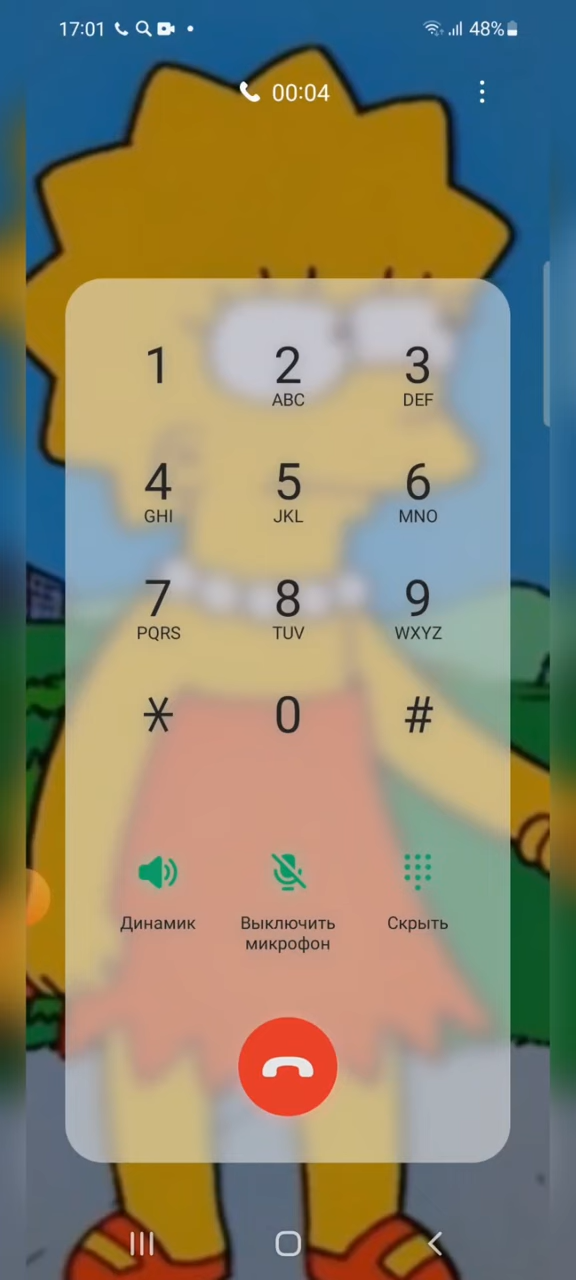 17:01 48%
00:04
1 2 3
ABC DEF
4 5 6
GHI JKL MNO
7 8 9
PQRS TUV WXYZ
* 0 #
Динамик Выключить Скрыть
микрофон